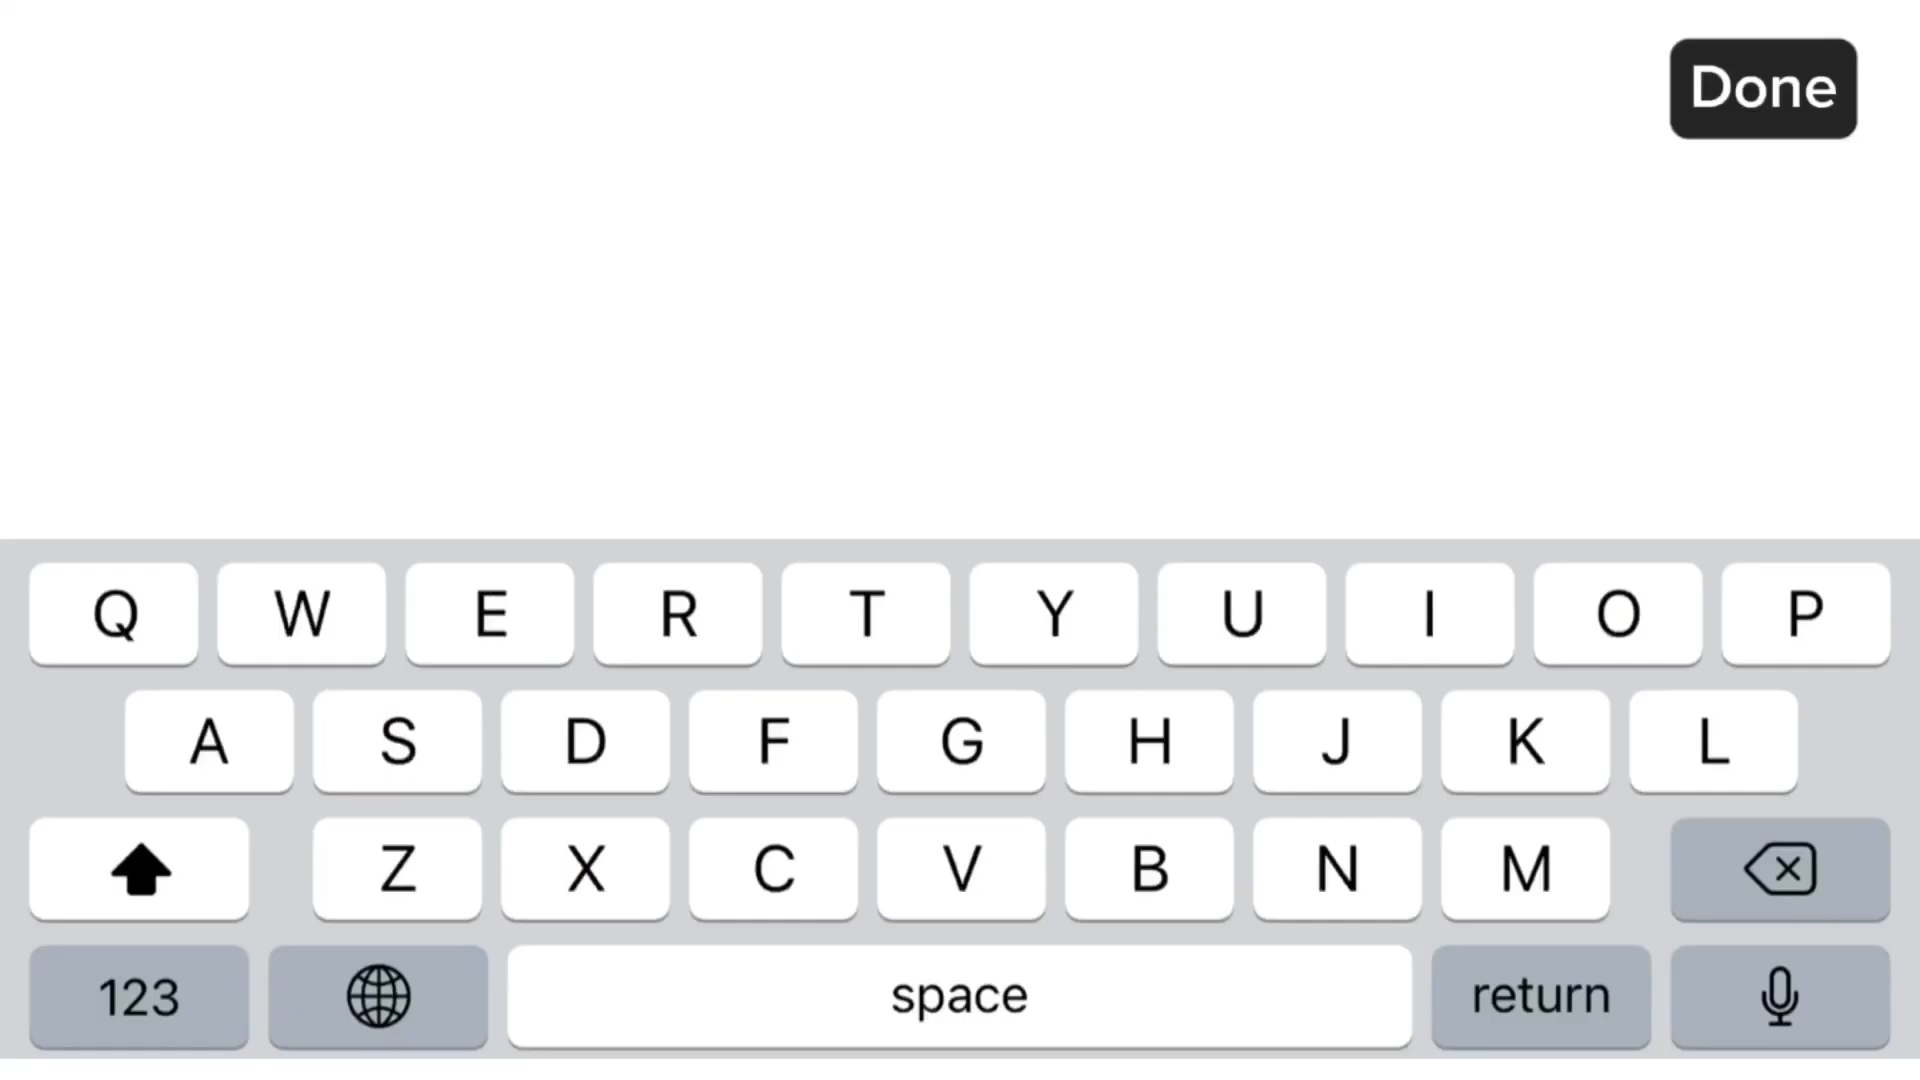 Done
Q W E R T Y U I O P
A S D F G H J K L
Z X C V B N M
123 space return